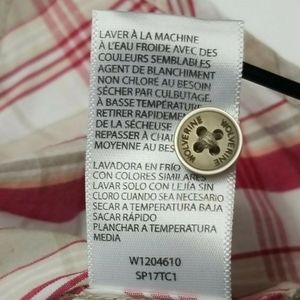 LAVER À LA MACHINE
À L'EAU FROIDE AVEC DES
COULEURS SEMBLABLES
AGENT DE BLANCHIMENT
NON CHLORÉ AU BESOIN
SÉCHER PAR CULBUTAGE,
À BASSE TEMPÉRATURE
RETIRER RAPIDEMENT
DE LA SÉCHEUSE
REPASSER À
MOYENNE AU BESOIN
WOLVERINE WOLVERINE
LAVADORA EN FRÍO
CON COLORES SIMILARES
LAVAR SOLO CON LEJÍA SIN
CLORO CUANDO SEA NECESARIO
SECAR A TEMPERATURA BAJA
SACAR RÁPIDO
PLANCHAR A TEMPERATURA
MEDIA
W1204610
SP17TC1